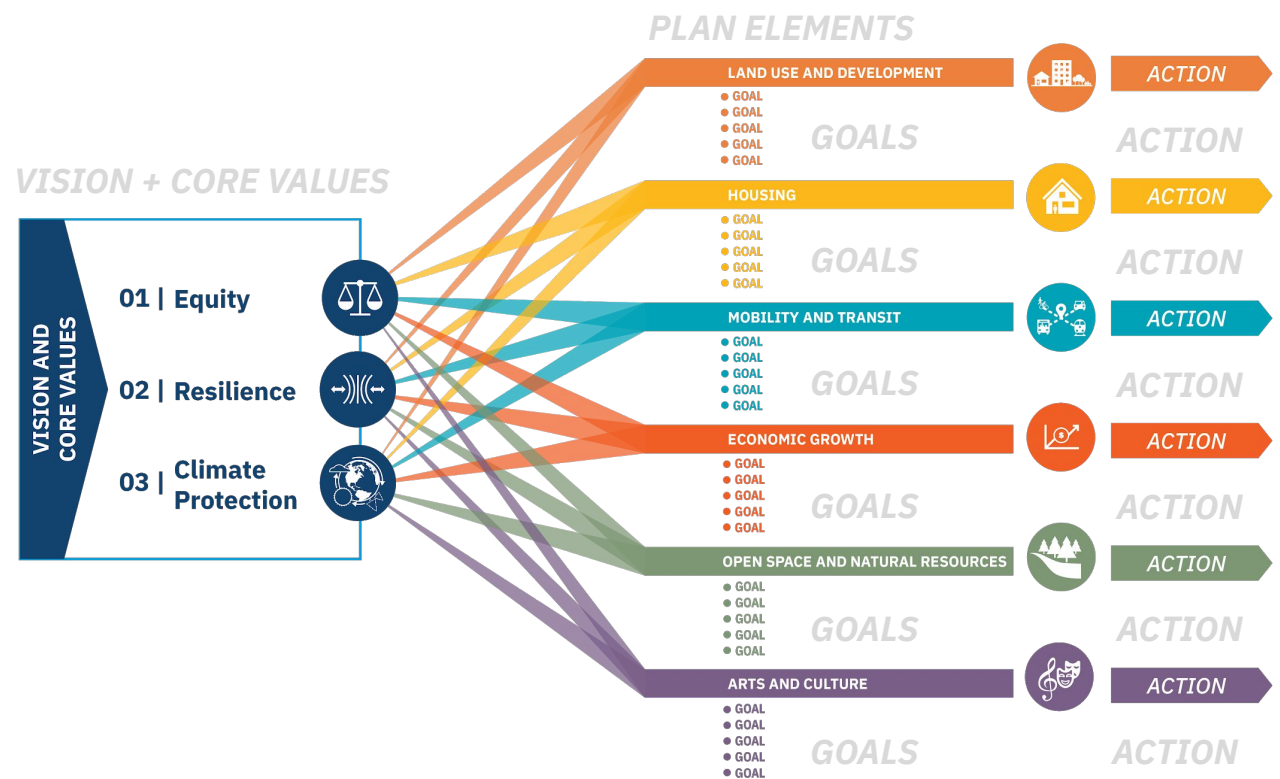 PLAN ELEMENTS
VISION + CORE VALUES
VISION AND
CORE VALUES
01 | Equity
02 | Resilience
03 | Climate
Protection
LAND USE AND DEVELOPMENT
ACTION
GOAL
GOAL
GOAL
GOAL
GOAL
GOALS
ACTION
HOUSING
ACTION
GOAL
GOAL
GOAL
GOAL
GOAL
GOALS
ACTION
MOBILITY AND TRANSIT
ACTION
GOAL
GOAL
GOAL
GOAL
GOAL
GOALS
ACTION
ECONOMIC GROWTH
$
ACTION
GOAL
GOAL
GOAL
GOAL
GOAL
GOALS
ACTION
OPEN SPACE AND NATURAL RESOURCES
ACTION
GOAL
GOAL
GOAL
GOAL
GOAL
GOALS
ACTION
ARTS AND CULTURE
ACTION
GOAL
GOAL
GOAL
GOAL
GOAL
GOALS
ACTION